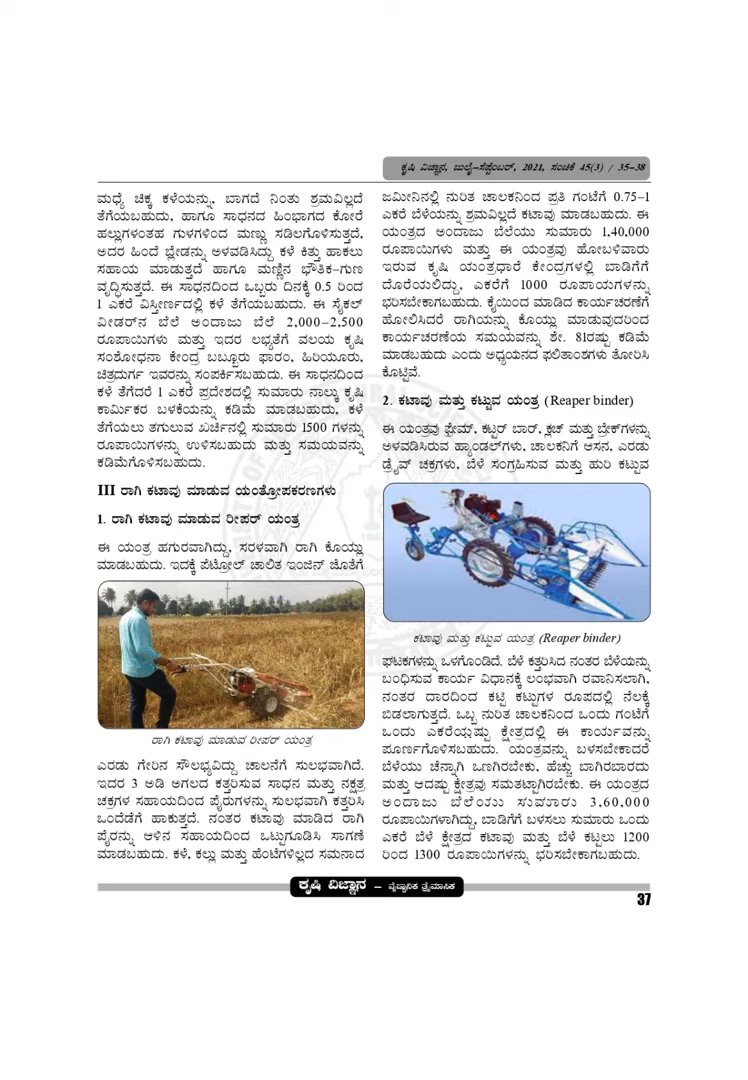 ಕೃಷಿ ವಿಜ್ಞಾನ, ಜುಲೈ–ಸೆಪ್ಟೆಂಬರ್, 2021, ಸಂಚಿಕೆ 45(3) / 35–38
ಮಧ್ಯೆ ಚಿಕ್ಕ ಕಳೆಯನ್ನು, ಬಾಗದೆ ನಿಂತು ಶ್ರಮವಿಲ್ಲದೆ
ತೆಗೆಯಬಹುದು, ಹಾಗೂ ಸಾಧನದ ಹಿಂಭಾಗದ ಕೋರೆ
ಹಲ್ಲುಗಳಂತಹ ಗುಳಗಳಿಂದ ಮಣ್ಣು ಸಡಿಲಗೊಳಿಸುತ್ತದೆ,
ಅದರ ಹಿಂದೆ ಬ್ಲೇಡನ್ನು ಅಳವಡಿಸಿದ್ದು ಕಳೆ ಕಿತ್ತು ಹಾಕಲು
ಸಹಾಯ ಮಾಡುತ್ತದೆ ಹಾಗೂ ಮಣ್ಣಿನ ಭೌತಿಕ–ಗುಣ
ವೃದ್ಧಿಸುತ್ತದೆ. ಈ ಸಾಧನದಿಂದ ಒಬ್ಬರು ದಿನಕ್ಕೆ 0.5 ರಿಂದ
1 ಎಕರೆ ವಿಸ್ತೀರ್ಣದಲ್ಲಿ ಕಳೆ ತೆಗೆಯಬಹುದು. ಈ ಸೈಕಲ್
ವೀಡರ್‌ನ ಬೆಲೆ ಅಂದಾಜು ಬೆಲೆ 2,000–2,500
ರೂಪಾಯಿಗಳು ಮತ್ತು ಇದರ ಲಭ್ಯತೆಗೆ ವಲಯ ಕೃಷಿ
ಸಂಶೋಧನಾ ಕೇಂದ್ರ ಬಬ್ಬೂರು ಫಾರಂ, ಹಿರಿಯೂರು,
ಚಿತ್ರದುರ್ಗ ಇವರನ್ನು ಸಂಪರ್ಕಿಸಬಹುದು. ಈ ಸಾಧನದಿಂದ
ಕಳೆ ತೆಗೆದರೆ 1 ಎಕರೆ ಪ್ರದೇಶದಲ್ಲಿ ಸುಮಾರು ನಾಲ್ಕು ಕೃಷಿ
ಕಾರ್ಮಿಕರ ಬಳಕೆಯನ್ನು ಕಡಿಮೆ ಮಾಡಬಹುದು, ಕಳೆ
ತೆಗೆಯಲು ತಗುಲುವ ಖರ್ಚಿನಲ್ಲಿ ಸುಮಾರು 1500 ಗಳನ್ನು
ರೂಪಾಯಿಗಳನ್ನು ಉಳಿಸಬಹುದು ಮತ್ತು ಸಮಯವನ್ನು
ಕಡಿಮೆಗೊಳಿಸಬಹುದು.
III ರಾಗಿ ಕಟಾವು ಮಾಡುವ ಯಂತ್ರೋಪಕರಣಗಳು
1. ರಾಗಿ ಕಟಾವು ಮಾಡುವ ರೀಪರ್ ಯಂತ್ರ
ಈ ಯಂತ್ರ ಹಗುರವಾಗಿದ್ದು, ಸರಳವಾಗಿ ರಾಗಿ ಕೊಯ್ಲು
ಮಾಡಬಹುದು. ಇದಕ್ಕೆ ಪೆಟ್ರೋಲ್ ಚಾಲಿತ ಇಂಜಿನ್ ಜೊತೆಗೆ
ರಾಗಿ ಕಟಾವು ಮಾಡುವ ರೀಪರ್ ಯಂತ್ರ
ಎರಡು ಗೇರಿನ ಸೌಲಭ್ಯವಿದ್ದು ಚಾಲನೆಗೆ ಸುಲಭವಾಗಿದೆ.
ಇದರ 3 ಅಡಿ ಅಗಲದ ಕತ್ತರಿಸುವ ಸಾಧನ ಮತ್ತು ನಕ್ಷತ್ರ
ಚಕ್ರಗಳ ಸಹಾಯದಿಂದ ಪೈರುಗಳನ್ನು ಸುಲಭವಾಗಿ ಕತ್ತರಿಸಿ
ಒಂದೆಡೆಗೆ ಹಾಕುತ್ತದೆ. ನಂತರ ಕಟಾವು ಮಾಡಿದ ರಾಗಿ
ಪೈರನ್ನು ಆಳಿನ ಸಹಾಯದಿಂದ ಒಟ್ಟುಗೂಡಿಸಿ ಸಾಗಣೆ
ಮಾಡಬಹುದು. ಕಳೆ, ಕಲ್ಲು ಮತ್ತು ಹೆಂಟೆಗಳಿಲ್ಲದ ಸಮನಾದ
ಜಮೀನಿನಲ್ಲಿ ನುರಿತ ಚಾಲಕನಿಂದ ಪ್ರತಿ ಗಂಟೆಗೆ 0.75–1
ಎಕರೆ ಬೆಳೆಯನ್ನು ಶ್ರಮವಿಲ್ಲದೆ ಕಟಾವು ಮಾಡಬಹುದು. ಈ
ಯಂತ್ರದ ಅಂದಾಜು ಬೆಲೆಯು ಸುಮಾರು 1,40,000
ರೂಪಾಯಿಗಳು ಮತ್ತು ಈ ಯಂತ್ರವು ಹೋಬಳಿವಾರು
ಇರುವ ಕೃಷಿ ಯಂತ್ರಧಾರೆ ಕೇಂದ್ರಗಳಲ್ಲಿ ಬಾಡಿಗೆಗೆ
ದೊರೆಯಲಿದ್ದು, ಎಕರೆಗೆ 1000 ರೂಪಾಯಗಳನ್ನು
ಭರಿಸಬೇಕಾಗಬಹುದು. ಕೈಯಿಂದ ಮಾಡಿದ ಕಾರ್ಯಚರಣೆಗೆ
ಹೋಲಿಸಿದರೆ ರಾಗಿಯನ್ನು ಕೊಯ್ಲು ಮಾಡುವುದರಿಂದ
ಕಾರ್ಯಚರಣೆಯ ಸಮಯವನ್ನು ಶೇ. 81ರಷ್ಟು ಕಡಿಮೆ
ಮಾಡಬಹುದು ಎಂದು ಅಧ್ಯಯನದ ಫಲಿತಾಂಶಗಳು ತೋರಿಸಿ
ಕೊಟ್ಟಿವೆ.
2. ಕಟಾವು ಮತ್ತು ಕಟ್ಟುವ ಯಂತ್ರ (Reaper binder)
ಈ ಯಂತ್ರವು ಫ್ರೇಮ್, ಕಟ್ಟರ್ ಬಾರ್, ಕ್ಲಚ್ ಮತ್ತು ಬ್ರೇಕ್‌ಗಳನ್ನು
ಅಳವಡಿಸಿರುವ ಹ್ಯಾಂಡಲ್‌ಗಳು, ಚಾಲಕನಿಗೆ ಆಸನ, ಎರಡು
ಡ್ರೈವ್ ಚಕ್ರಗಳು, ಬೆಳೆ ಸಂಗ್ರಹಿಸುವ ಮತ್ತು ಹುರಿ ಕಟ್ಟುವ
ಕಟಾವು ಮತ್ತು ಕಟ್ಟುವ ಯಂತ್ರ (Reaper binder)
ಘಟಕಗಳನ್ನು ಒಳಗೊಂಡಿದೆ. ಬೆಳೆ ಕತ್ತರಿಸಿದ ನಂತರ ಬೆಳೆಯನ್ನು
ಬಂಧಿಸುವ ಕಾರ್ಯ ವಿಧಾನಕ್ಕೆ ಲಂಭವಾಗಿ ರವಾನಿಸಲಾಗಿ,
ನಂತರ ದಾರದಿಂದ ಕಟ್ಟಿ ಕಟ್ಟುಗಳ ರೂಪದಲ್ಲಿ ನೆಲಕ್ಕೆ
ಬಿಡಲಾಗುತ್ತದೆ. ಒಬ್ಬ ನುರಿತ ಚಾಲಕನಿಂದ ಒಂದು ಗಂಟೆಗೆ
ಒಂದು ಎಕರೆಯಷ್ಟು ಕ್ಷೇತ್ರದಲ್ಲಿ ಈ ಕಾರ್ಯವನ್ನು
ಪೂರ್ಣಗೊಳಿಸಬಹುದು. ಯಂತ್ರವನ್ನು ಬಳಸಬೇಕಾದರೆ
ಬೆಳೆಯು ಚೆನ್ನಾಗಿ ಒಣಗಿರಬೇಕು, ಹೆಚ್ಚು ಬಾಗಿರಬಾರದು
ಮತ್ತು ಆದಷ್ಟು ಕ್ಷೇತ್ರವು ಸಮತಟ್ಟಾಗಿರಬೇಕು. ಈ ಯಂತ್ರದ
ಅಂದಾಜು ಬೆಲೆಯು ಸುಮಾರು 3,60,000
ರೂಪಾಯಿಗಳಾಗಿದ್ದು, ಬಾಡಿಗೆಗೆ ಬಳಸಲು ಸುಮಾರು ಒಂದು
ಎಕರೆ ಬೆಳೆ ಕ್ಷೇತ್ರದ ಕಟಾವು ಮತ್ತು ಬೆಳೆ ಕಟ್ಟಲು 1200
ರಿಂದ 1300 ರೂಪಾಯಿಗಳನ್ನು ಭರಿಸಬೇಕಾಗಬಹುದು.
ಕೃಷಿ ವಿಜ್ಞಾನ – ವೈಜ್ಞಾನಿಕ ತ್ರೈಮಾಸಿಕ
37